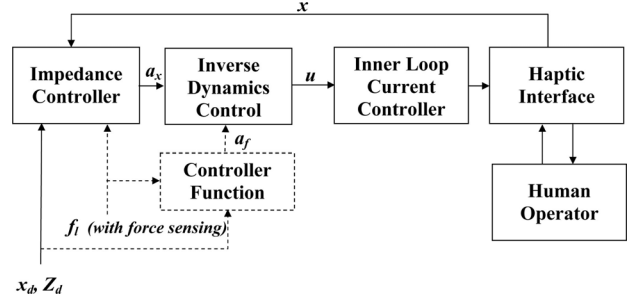 x
Impedance
Controller
a_x
Inverse
Dynamics
Control
u
Inner Loop
Current
Controller
Haptic
Interface
a_f
Controller
Function
Human
Operator
f_l (with force sensing)
x_d, Z_d